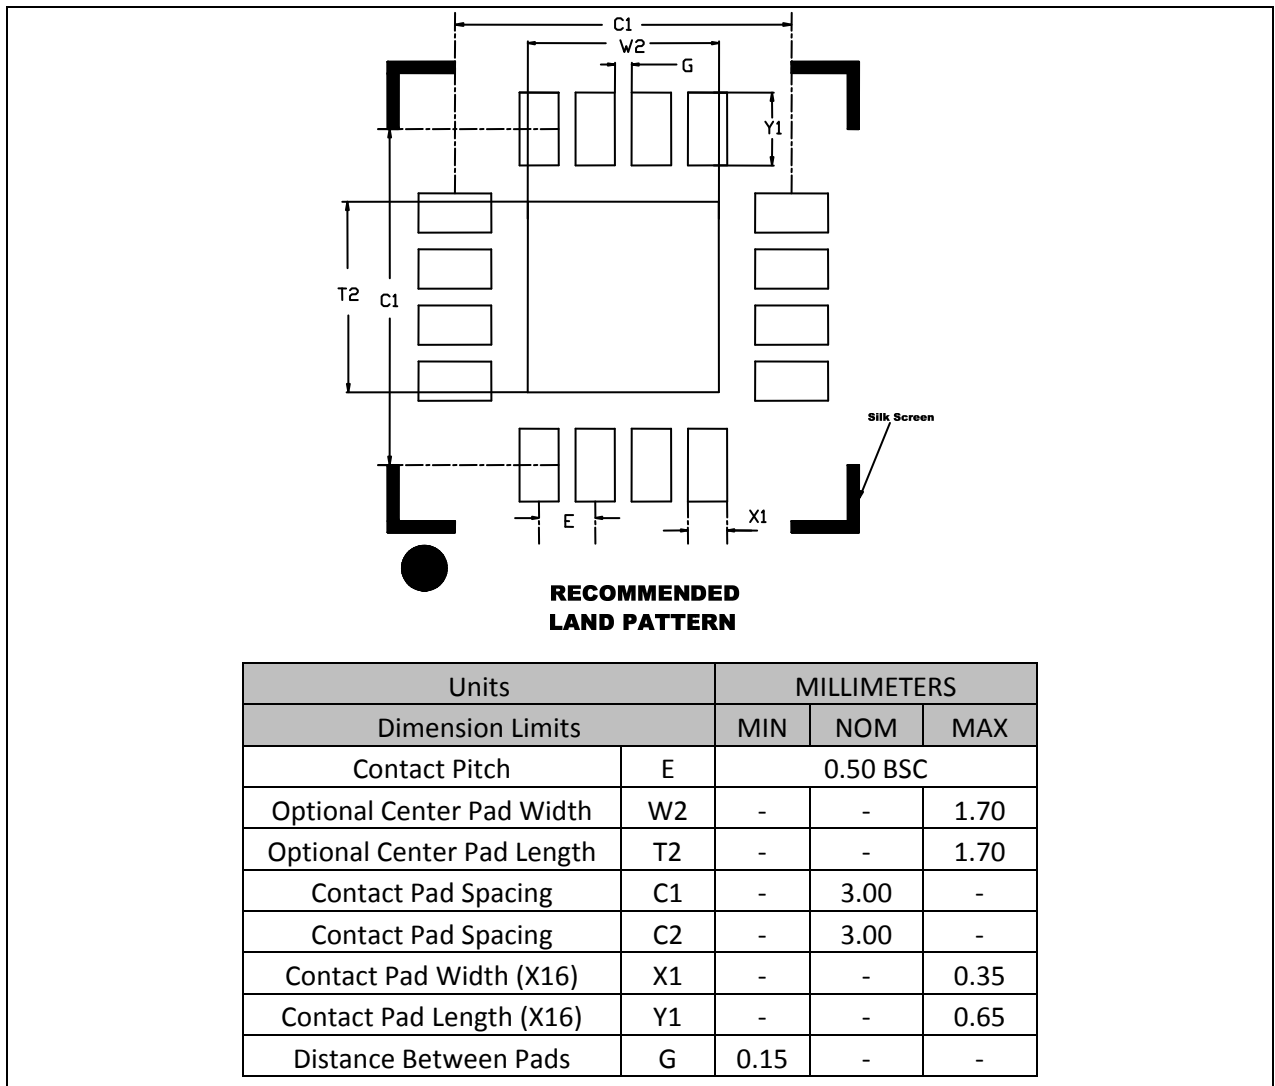 C1
W2
G
Y1
T2
C1
Silk Screen
E
X1
RECOMMENDED
LAND PATTERN
Units MILLIMETERS
Dimension Limits MIN NOM MAX
Contact Pitch E 0.50 BSC
Optional Center Pad Width W2 - - 1.70
Optional Center Pad Length T2 - - 1.70
Contact Pad Spacing C1 - 3.00 -
Contact Pad Spacing C2 - 3.00 -
Contact Pad Width (X16) X1 - - 0.35
Contact Pad Length (X16) Y1 - - 0.65
Distance Between Pads G 0.15 - -